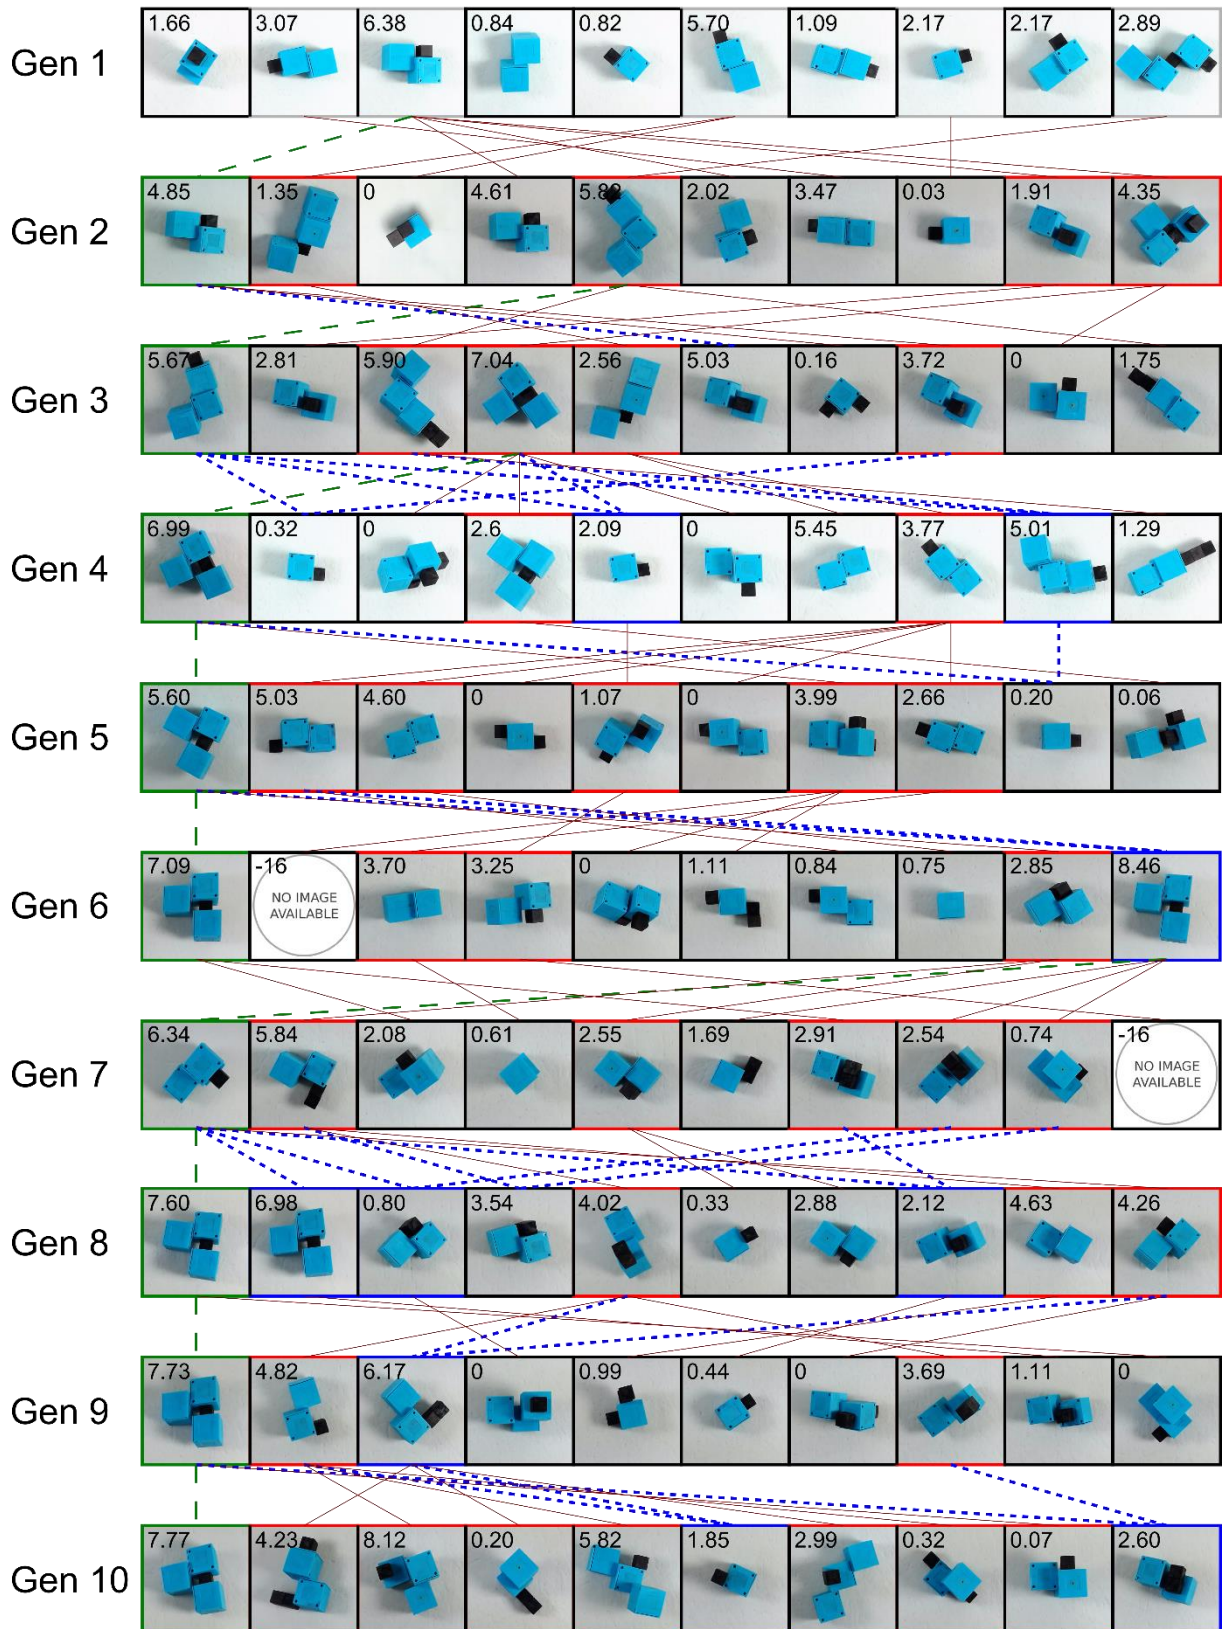 Gen 1 1.66 3.07 6.38 0.84 0.82 5.70 1.09 2.17 2.17 2.89
Gen 2 4.85 1.35 0 4.61 5.82 2.02 3.47 0.03 1.91 4.35
Gen 3 5.67 2.81 5.90 7.04 2.56 5.03 0.16 3.72 0 1.75
Gen 4 6.99 0.32 0 2.6 2.09 0 5.45 3.77 5.01 1.29
Gen 5 5.60 5.03 4.60 0 1.07 0 3.99 2.66 0.20 0.06
Gen 6 7.09 -16 3.70 3.25 0 1.11 0.84 0.75 2.85 8.46
NO IMAGE
AVAILABLE
Gen 7 6.34 5.84 2.08 0.61 2.55 1.69 2.91 2.54 0.74 -16
NO IMAGE
AVAILABLE
Gen 8 7.60 6.98 0.80 3.54 4.02 0.33 2.88 2.12 4.63 4.26
Gen 9 7.73 4.82 6.17 0 0.99 0.44 0 3.69 1.11 0
Gen 10 7.77 4.23 8.12 0.20 5.82 1.85 2.99 0.32 0.07 2.60